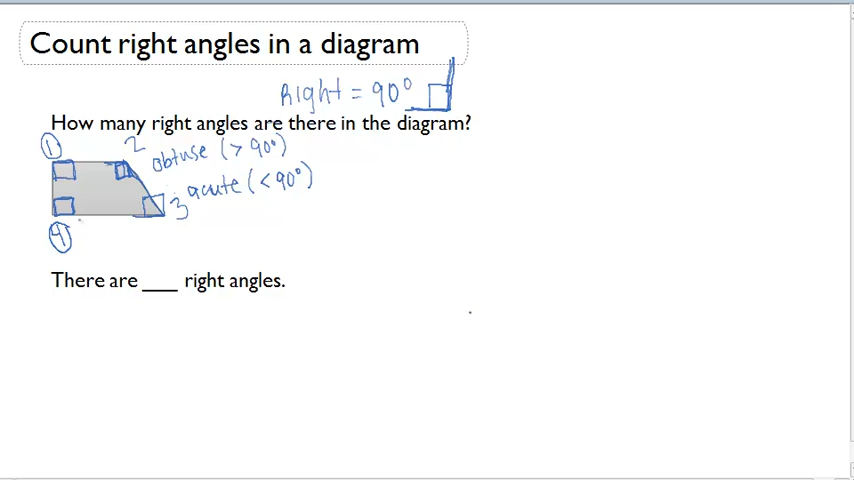 Count right angles in a diagram
Right = 90°
How many right angles are there in the diagram?
1 2 obtuse (> 90°)
3 acute (< 90°)
4
There are ___ right angles.